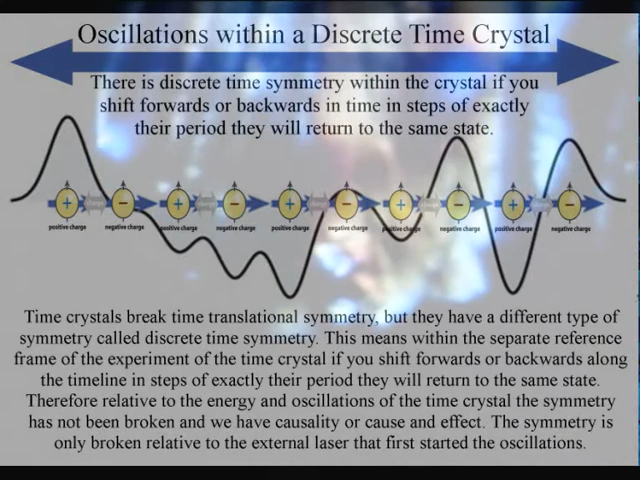 Oscillations within a Discrete Time Crystal
There is discrete time symmetry within the crystal if you
shift forwards or backwards in time in steps of exactly
their period they will return to the same state.
+ charge − + charge − + charge − + charge − + charge −
positive charge negative charge positive charge negative charge positive charge negative charge positive charge negative charge positive charge negative charge
Time crystals break time translational symmetry, but they have a different type of
symmetry called discrete time symmetry. This means within the separate reference
frame of the experiment of the time crystal if you shift forwards or backwards along
the timeline in steps of exactly their period they will return to the same state.
Therefore relative to the energy and oscillations of the time crystal the symmetry
has not been broken and we have causality or cause and effect. The symmetry is
only broken relative to the external laser that first started the oscillations.